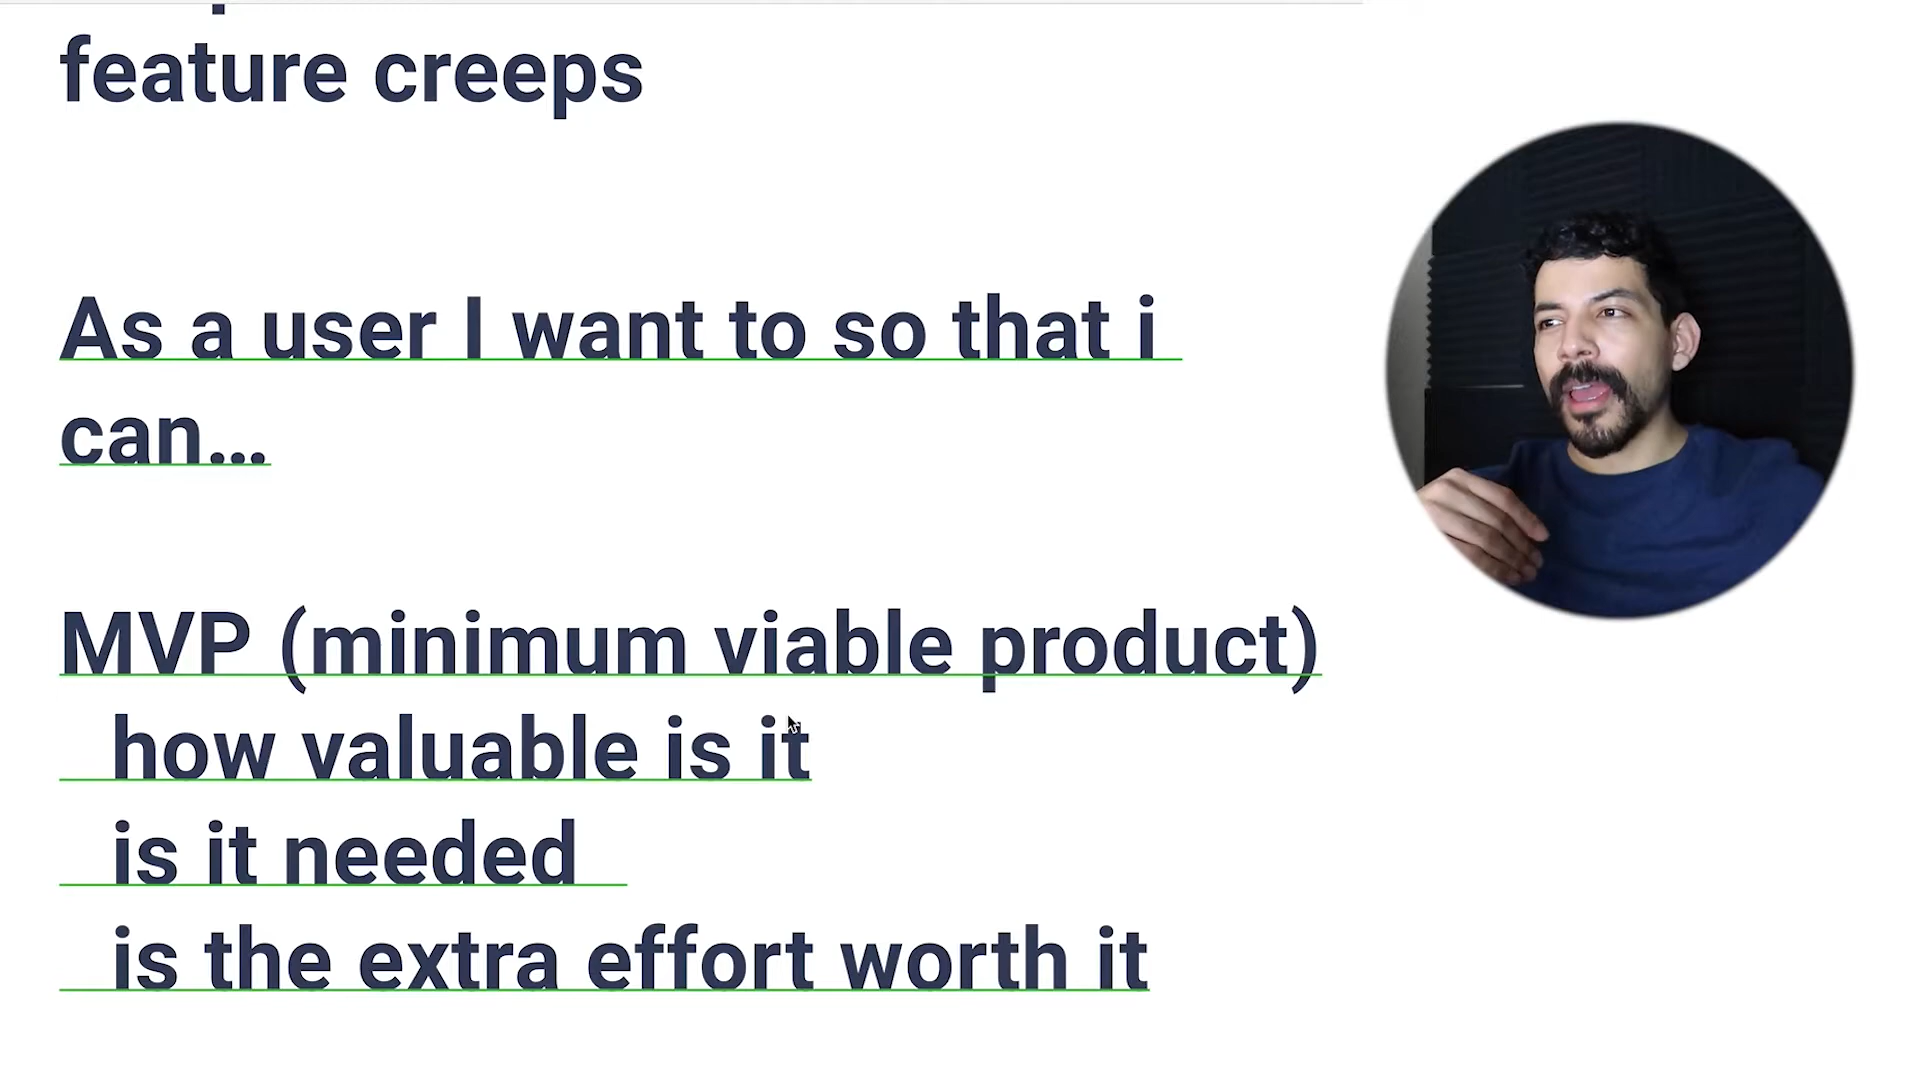 feature creeps
As a user I want to so that i
can...
MVP (minimum viable product)
how valuable is it
is it needed
is the extra effort worth it